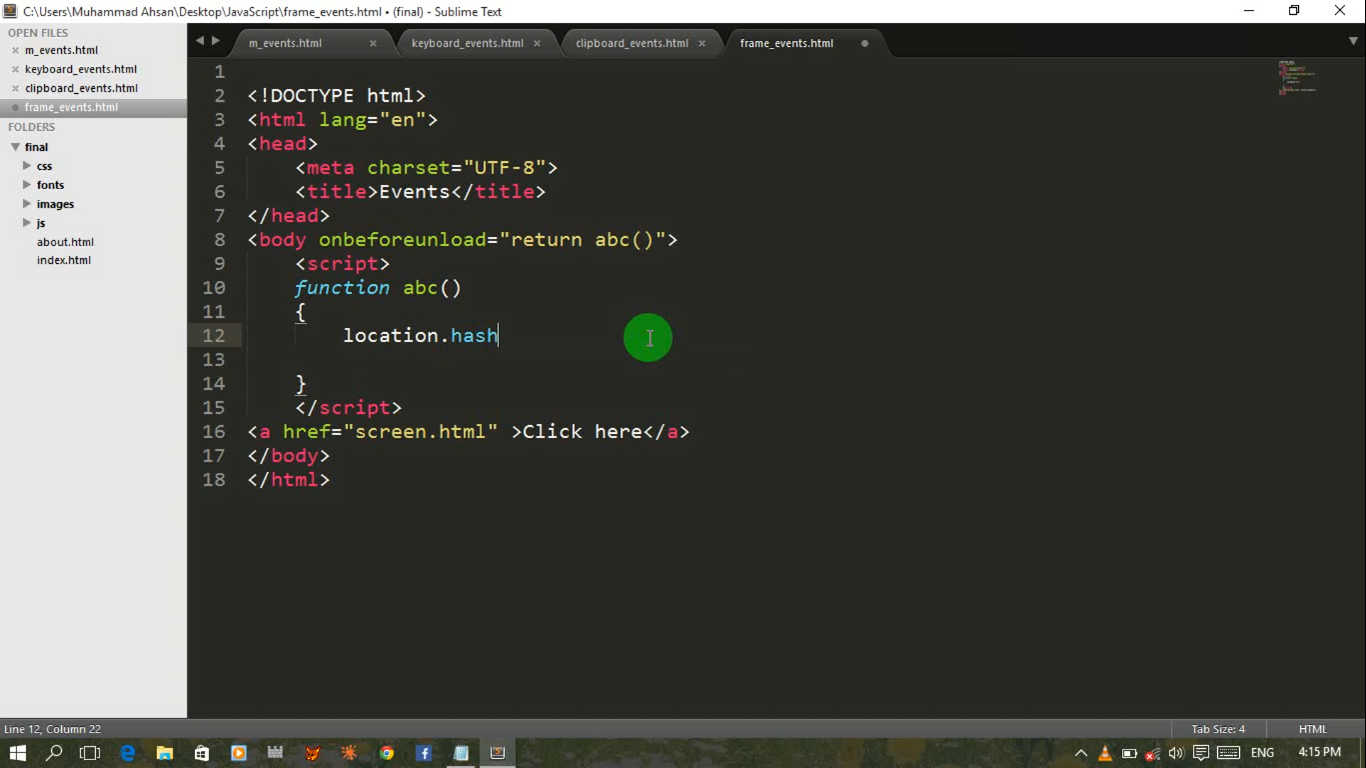 C:\Users\Muhammad Ahsan\Desktop\JavaScript\frame_events.html • (final) - Sublime Text
OPEN FILES
m_events.html
keyboard_events.html
clipboard_events.html
frame_events.html
FOLDERS
final
css
fonts
images
js
about.html
index.html
m_events.html
keyboard_events.html
clipboard_events.html
frame_events.html
1
2 <!DOCTYPE html>
3 <html lang="en">
4 <head>
5 <meta charset="UTF-8">
6 <title>Events</title>
7 </head>
8 <body onbeforeunload="return abc()">
9 <script>
10 function abc()
11 {
12 location.hash
13
14 }
15 </script>
16 <a href="screen.html" >Click here</a>
17 </body>
18 </html>
Line 12, Column 22
Tab Size: 4
HTML
ENG
4:15 PM